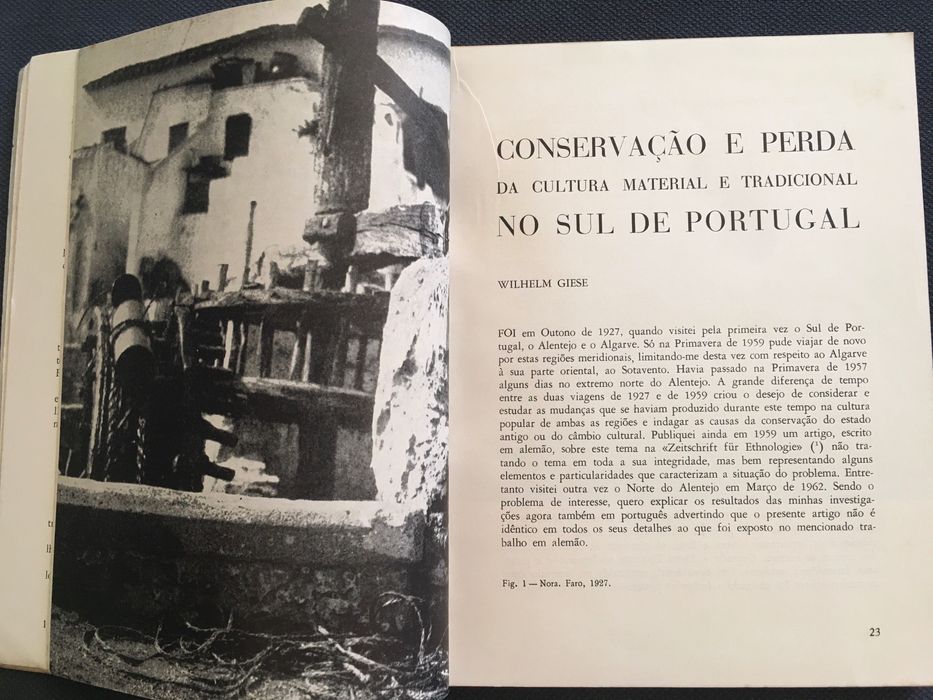 CONSERVAÇÃO E PERDA
DA CULTURA MATERIAL E TRADICIONAL
NO SUL DE PORTUGAL
WILHELM GIESE
FOI em Outono de 1927, quando visitei pela primeira vez o Sul de Por-
tugal, o Alentejo e o Algarve. Só na Primavera de 1959 pude viajar de novo
por estas regiões meridionais, limitando-me desta vez com respeito ao Algarve
à sua parte oriental, ao Sotavento. Havia passado na Primavera de 1957
alguns dias no extremo norte do Alentejo. A grande diferença de tempo
entre as duas viagens de 1927 e de 1959 criou o desejo de considerar e
estudar as mudanças que se haviam produzido durante este tempo na cultura
popular de ambas as regiões e indagar as causas da conservação do estado
antigo ou do câmbio cultural. Publiquei ainda em 1959 um artigo, escrito
em alemão, sobre este tema na «Zeitschrift für Ethnologie» (¹) não tra-
tando o tema em toda a sua integridade, mas bem representando alguns
elementos e particularidades que caracterizam a situação do problema. Entre-
tanto visitei outra vez o Norte do Alentejo em Março de 1962. Sendo o
problema de interesse, quero explicar os resultados das minhas investiga-
ções agora também em português advertindo que o presente artigo não é
idêntico em todos os seus detalhes ao que foi exposto no mencionado tra-
balho em alemão.
Fig. 1 — Nora. Faro, 1927.
23